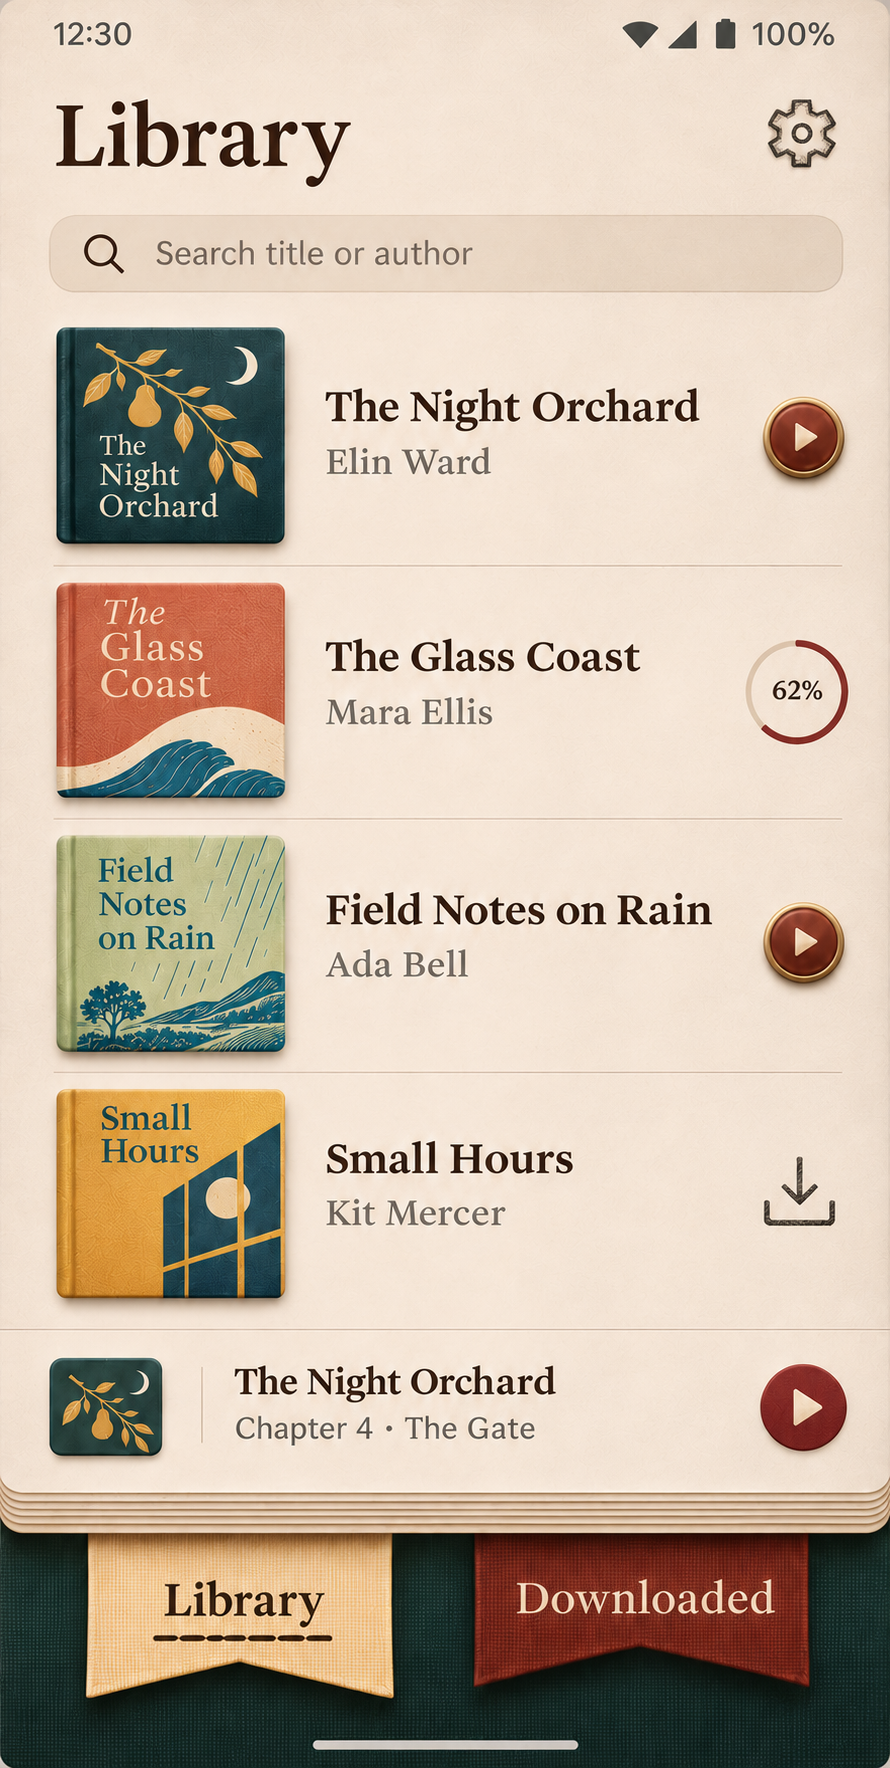 12:30
100%
Library
Search title or author
The
Night
Orchard
The Night Orchard
Elin Ward
The
Glass
Coast
The Glass Coast
Mara Ellis
62%
Field
Notes
on Rain
Field Notes on Rain
Ada Bell
Small
Hours
Small Hours
Kit Mercer
The Night Orchard
Chapter 4 • The Gate
Library
Downloaded